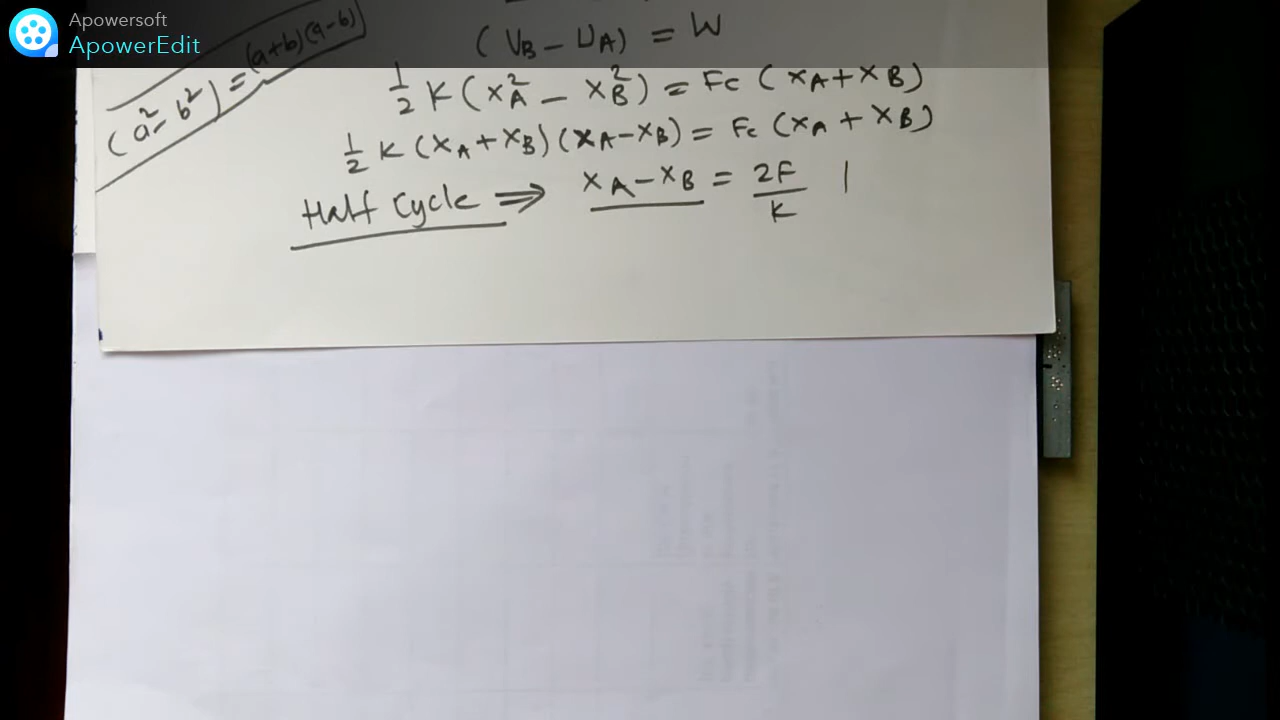 Apowersoft
ApowerEdit
(a² - b²) = (a+b)(a-b)
(U_B - U_A) = W
1/2 K (x_A² - x_B²) = Fc (x_A + x_B)
1/2 K (x_A + x_B) (x_A - x_B) = Fc (x_A + x_B)
Half Cycle ⇒ x_A - x_B = 2F/K |